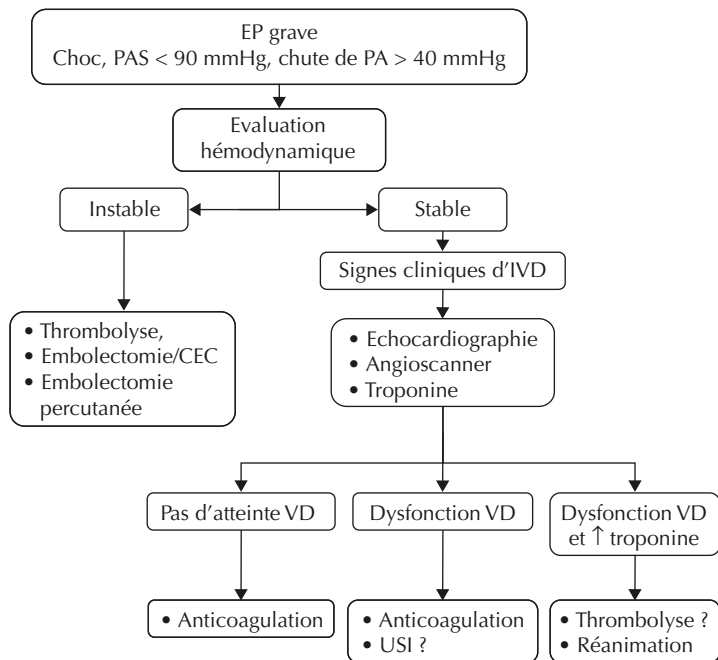 EP grave
Choc, PAS < 90 mmHg, chute de PA > 40 mmHg
Evaluation
hémodynamique
Instable
Stable
Signes cliniques d'IVD
• Thrombolyse,
• Embolectomie/CEC
• Embolectomie
percutanée
• Echocardiographie
• Angioscanner
• Troponine
Pas d'atteinte VD
Dysfonction VD
Dysfonction VD
et ↑ troponine
• Anticoagulation
• Anticoagulation
• USI ?
• Thrombolyse ?
• Réanimation